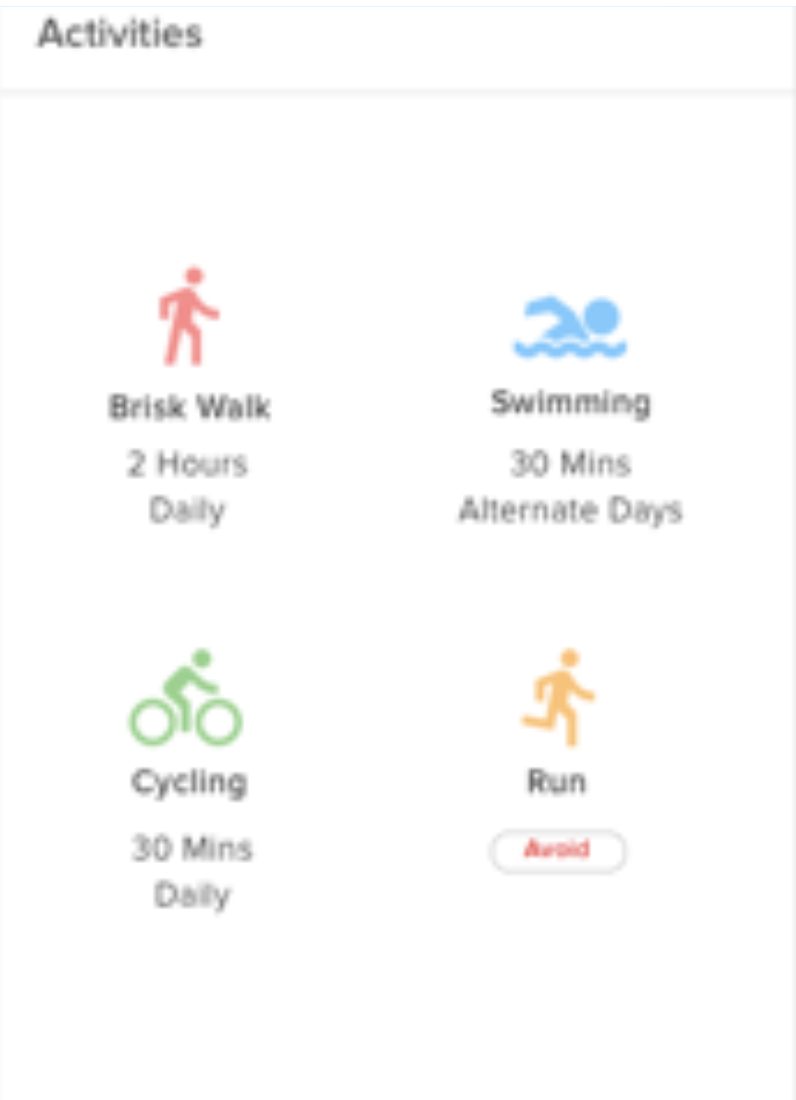 Activities
Brisk Walk
2 Hours
Daily
Swimming
30 Mins
Alternate Days
Cycling
30 Mins
Daily
Run
Avoid